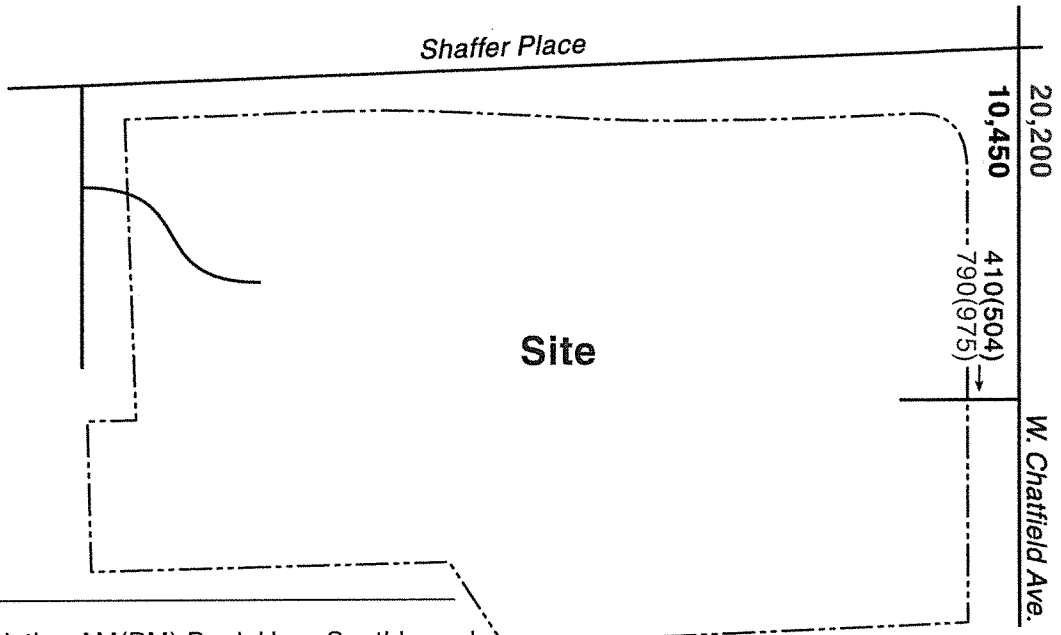 Shaffer Place
20,200
10,450
410(504)
790(975)
Site
W. Chatfield Ave.